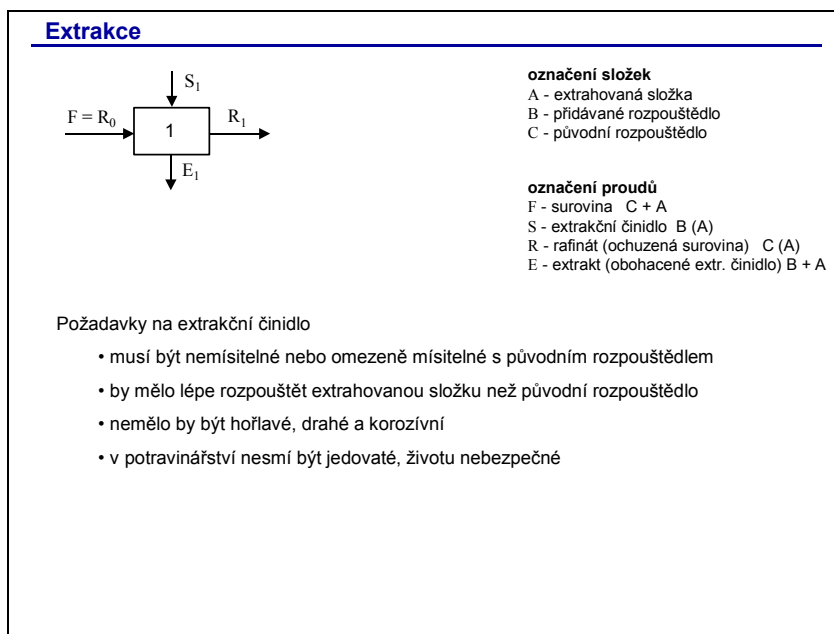 Extrakce
S₁
F = R₀
1
R₁
E₁
označení složek
A - extrahovaná složka
B - přidávané rozpouštědlo
C - původní rozpouštědlo
označení proudů
F - surovina C + A
S - extrakční činidlo B (A)
R - rafinát (ochuzená surovina) C (A)
E - extrakt (obohacené extr. činidlo) B + A
Požadavky na extrakční činidlo
• musí být nemísitelné nebo omezeně mísitelné s původním rozpouštědlem
• by mělo lépe rozpouštět extrahovanou složku než původní rozpouštědlo
• nemělo by být hořlavé, drahé a korozívní
• v potravinářství nesmí být jedovaté, životu nebezpečné